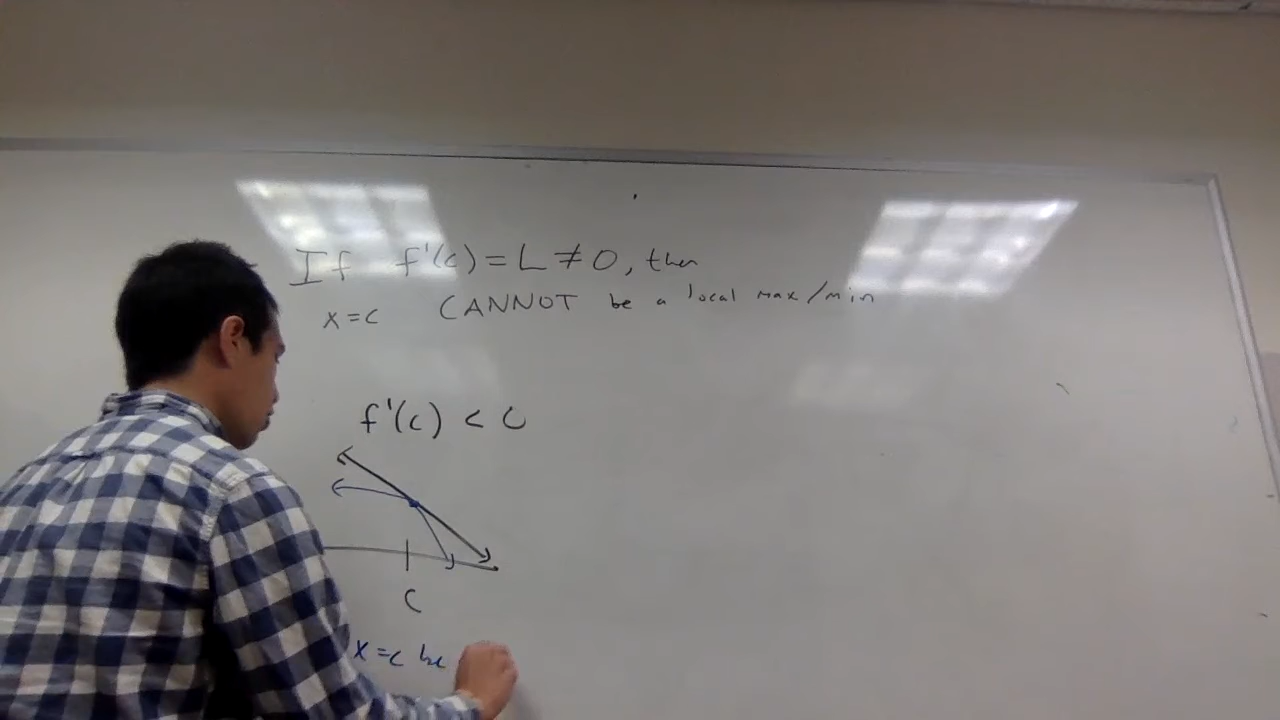 If f'(c) = L ≠ 0, then
x = c CANNOT be a local max/min
f'(c) < 0
c
x = c be